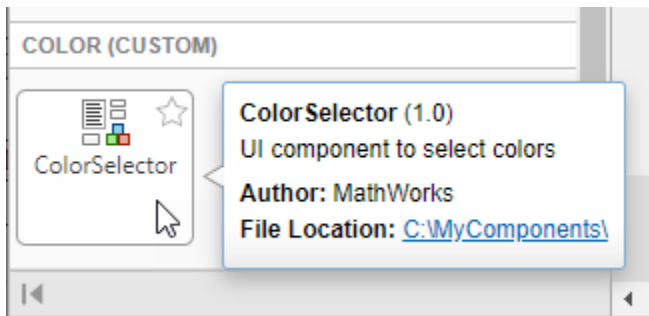 COLOR (CUSTOM)
ColorSelector
ColorSelector (1.0)
UI component to select colors
Author: MathWorks
File Location: C:\MyComponents\